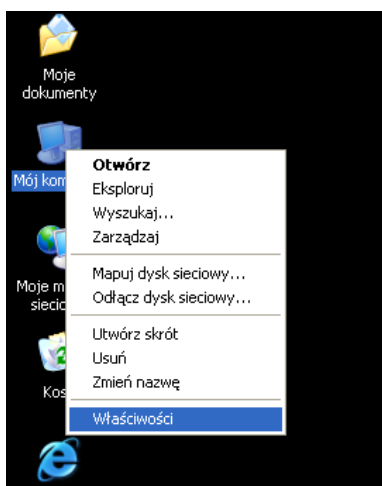 Moje
dokumenty
Mój kom
Otwórz
Eksploruj
Wyszukaj...
Zarządzaj
Mapuj dysk sieciowy...
Odłącz dysk sieciowy...
Utwórz skrót
Usuń
Zmień nazwę
Właściwości
Moje m
siecio
Kos